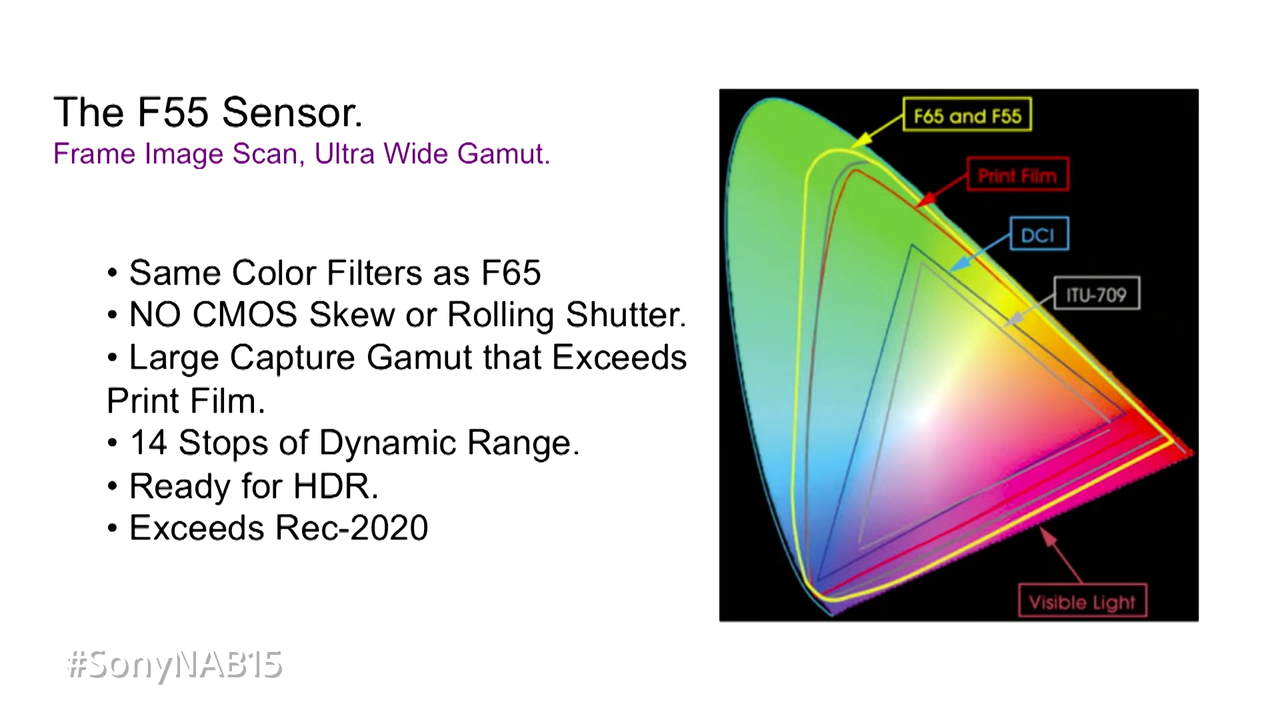 The F55 Sensor.
Frame Image Scan, Ultra Wide Gamut.
• Same Color Filters as F65
• NO CMOS Skew or Rolling Shutter.
• Large Capture Gamut that Exceeds
Print Film.
• 14 Stops of Dynamic Range.
• Ready for HDR.
• Exceeds Rec-2020
F65 and F55
Print Film
DCI
ITU-709
Visible Light
#SonyNAB15